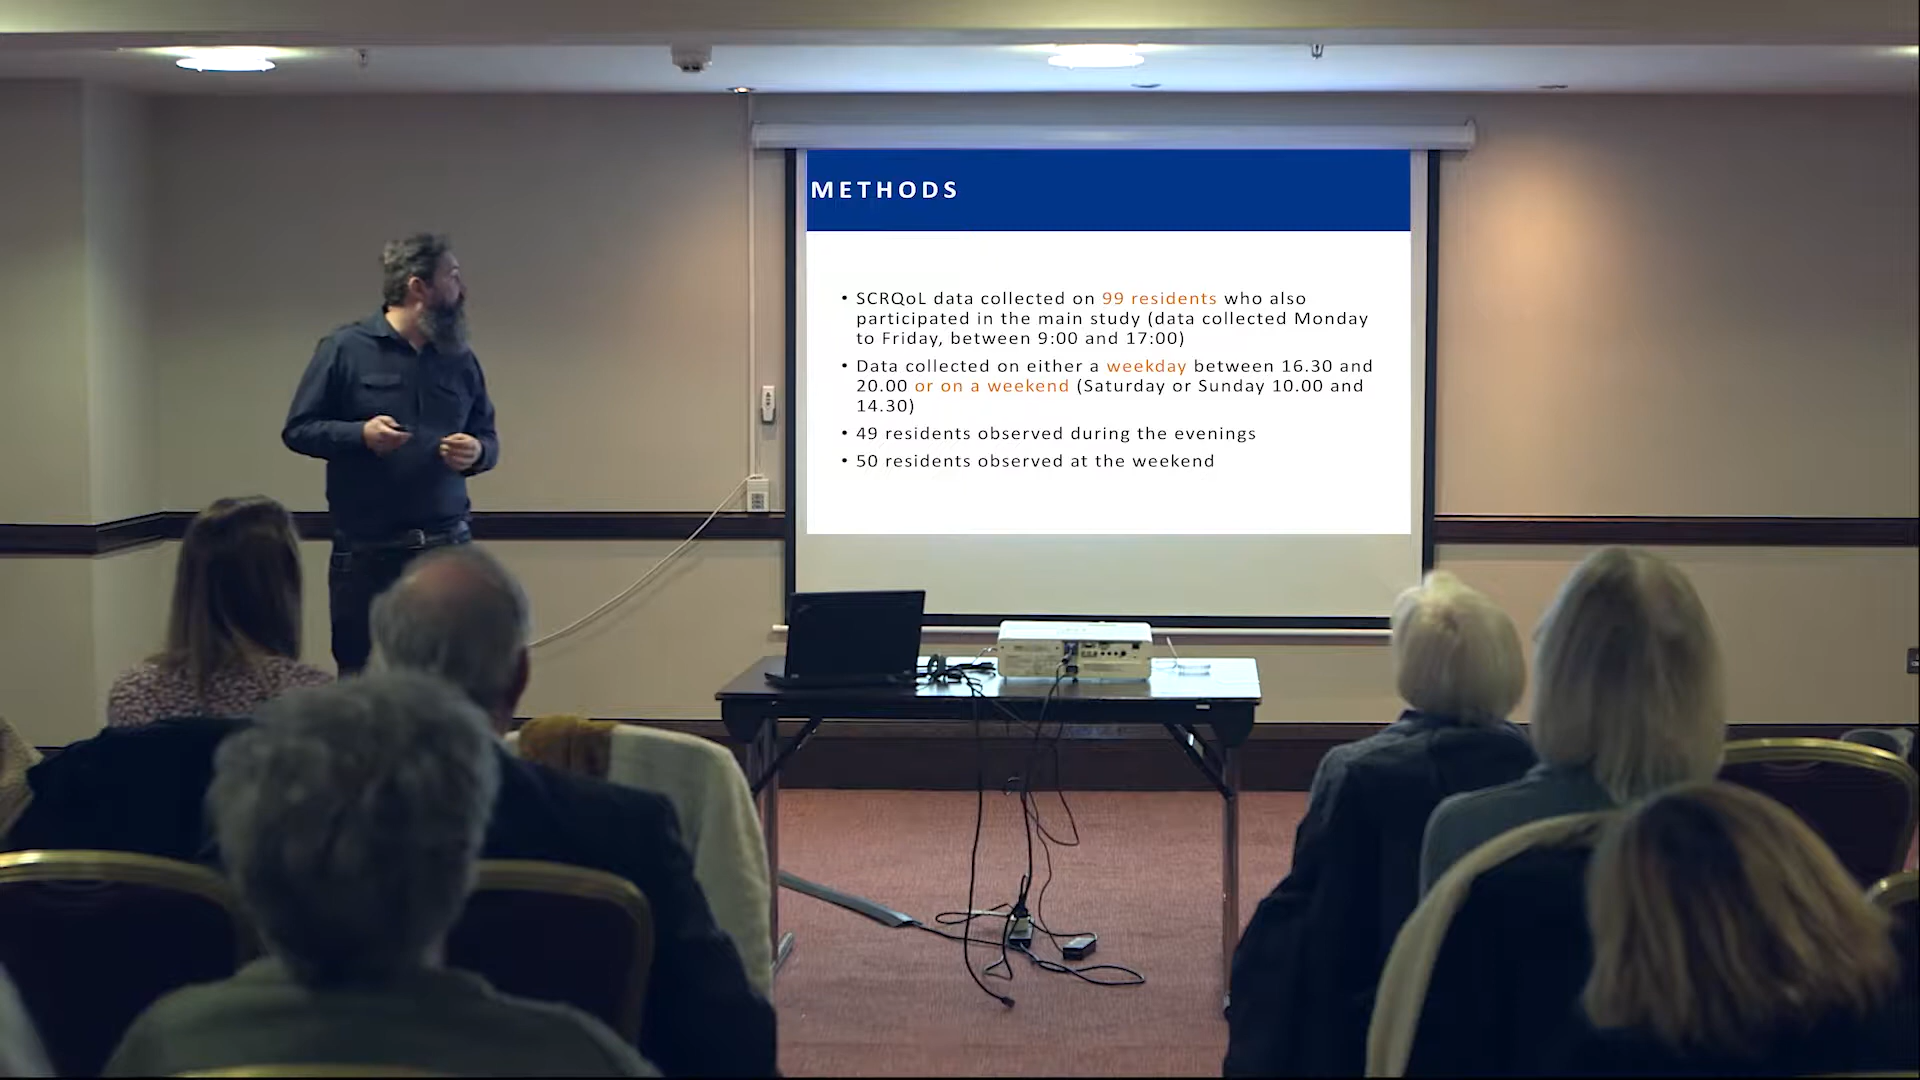 METHODS
• SCRQoL data collected on 99 residents who also
participated in the main study (data collected Monday
to Friday, between 9:00 and 17:00)
• Data collected on either a weekday between 16.30 and
20.00 or on a weekend (Saturday or Sunday 10.00 and
14.30)
• 49 residents observed during the evenings
• 50 residents observed at the weekend